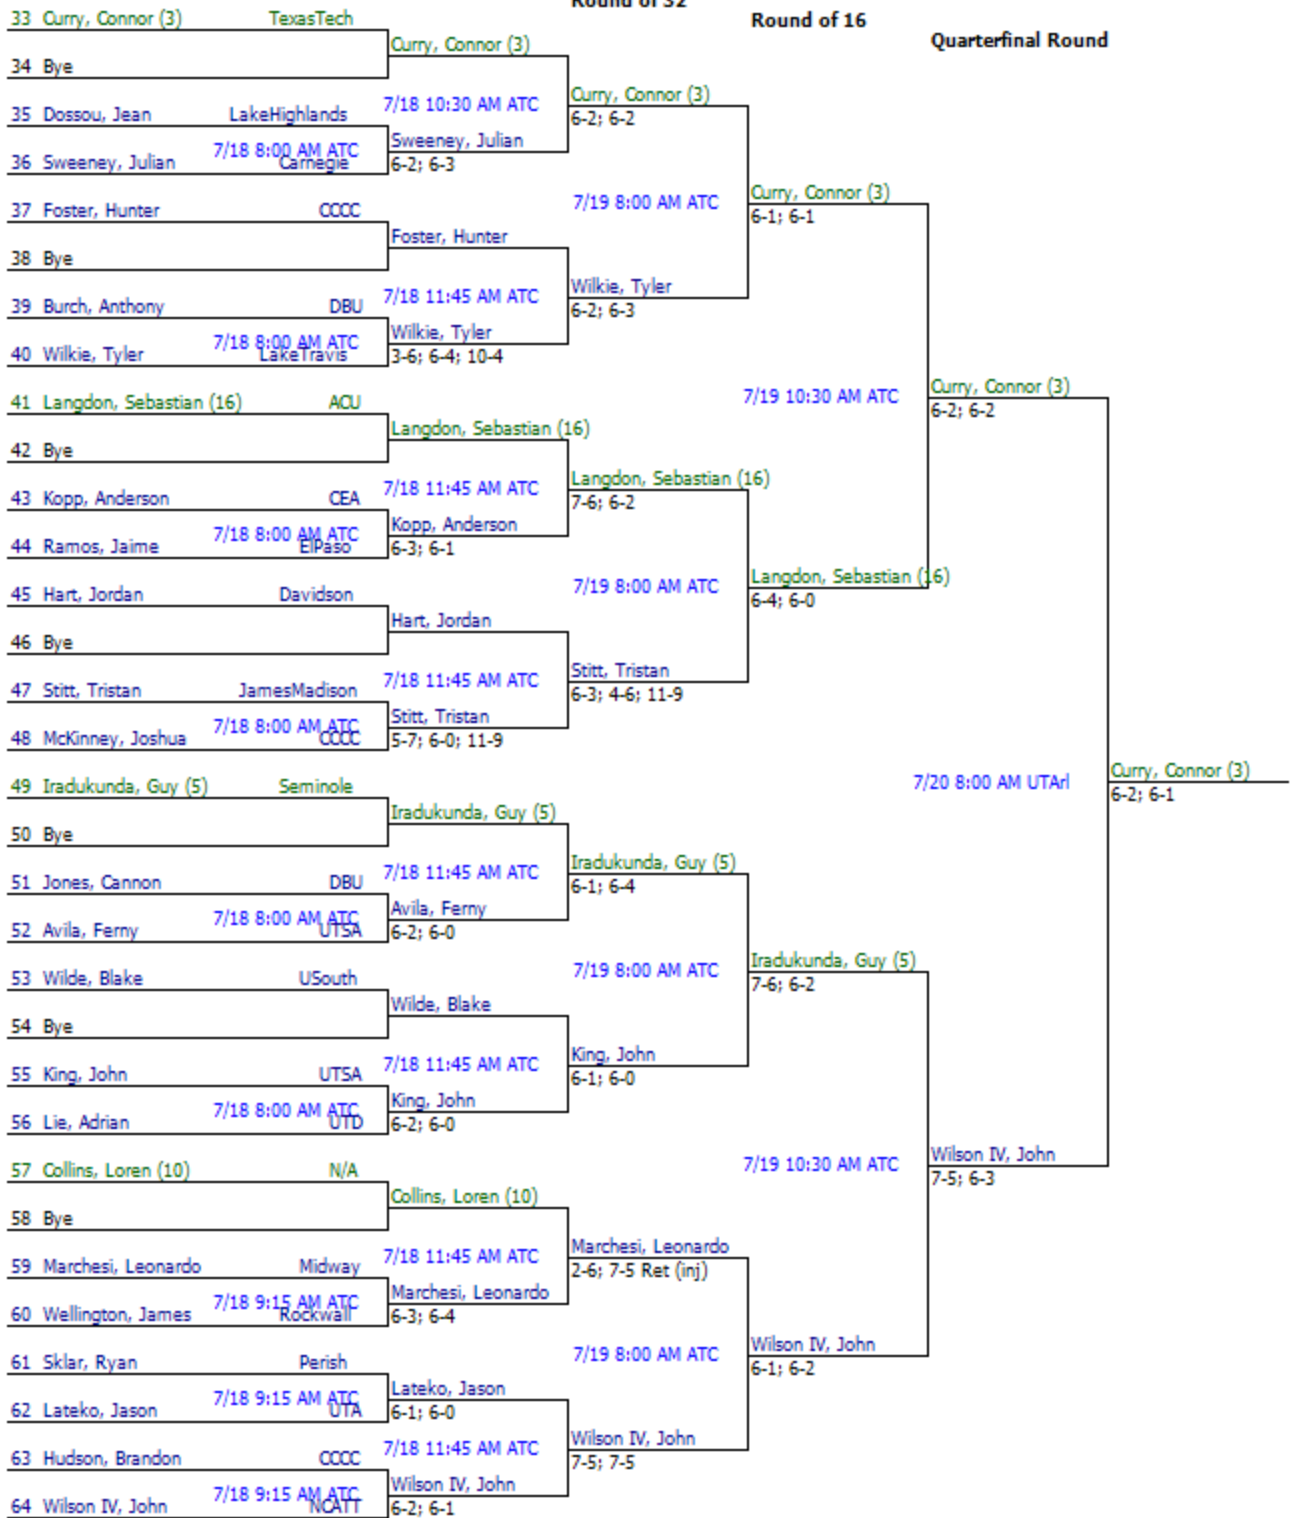 Round of 32
Round of 16
Quarterfinal Round
33 Curry, Connor (3) TexasTech
Curry, Connor (3)
34 Bye
Curry, Connor (3)
7/18 10:30 AM ATC
35 Dossou, Jean LakeHighlands
6-2; 6-2
Sweeney, Julian
7/18 8:00 AM ATC
36 Sweeney, Julian Carnegie
6-2; 6-3
Curry, Connor (3)
7/19 8:00 AM ATC
37 Foster, Hunter CCCC
6-1; 6-1
Foster, Hunter
38 Bye
Wilkie, Tyler
7/18 11:45 AM ATC
39 Burch, Anthony DBU
6-2; 6-3
Wilkie, Tyler
7/18 8:00 AM ATC
40 Wilkie, Tyler LakeTravis
3-6; 6-4; 10-4
Curry, Connor (3)
7/19 10:30 AM ATC
41 Langdon, Sebastian (16) ACU
6-2; 6-2
Langdon, Sebastian (16)
42 Bye
Langdon, Sebastian (16)
7/18 11:45 AM ATC
43 Kopp, Anderson CEA
7-6; 6-2
Kopp, Anderson
7/18 8:00 AM ATC
44 Ramos, Jaime ElPaso
6-3; 6-1
Langdon, Sebastian (16)
7/19 8:00 AM ATC
45 Hart, Jordan Davidson
6-4; 6-0
Hart, Jordan
46 Bye
Stitt, Tristan
7/18 11:45 AM ATC
47 Stitt, Tristan JamesMadison
6-3; 4-6; 11-9
Stitt, Tristan
7/18 8:00 AM ATC
48 McKinney, Joshua CCCC
5-7; 6-0; 11-9
Curry, Connor (3)
7/20 8:00 AM UTArl
49 Iradukunda, Guy (5) Seminole
6-2; 6-1
Iradukunda, Guy (5)
50 Bye
Iradukunda, Guy (5)
7/18 11:45 AM ATC
51 Jones, Cannon DBU
6-1; 6-4
Avila, Ferny
7/18 8:00 AM ATC
52 Avila, Ferny UTSA
6-2; 6-0
Iradukunda, Guy (5)
7/19 8:00 AM ATC
53 Wilde, Blake USouth
7-6; 6-2
Wilde, Blake
54 Bye
King, John
7/18 11:45 AM ATC
55 King, John UTSA
6-1; 6-0
King, John
7/18 8:00 AM ATC
56 Lie, Adrian UTD
6-2; 6-0
Wilson IV, John
7/19 10:30 AM ATC
57 Collins, Loren (10) N/A
7-5; 6-3
Collins, Loren (10)
58 Bye
Marchesi, Leonardo
7/18 11:45 AM ATC
59 Marchesi, Leonardo Midway
2-6; 7-5 Ret (inj)
Marchesi, Leonardo
7/18 9:15 AM ATC
60 Wellington, James Rockwall
6-3; 6-4
Wilson IV, John
7/19 8:00 AM ATC
61 Sklar, Ryan Perish
6-1; 6-2
Lateko, Jason
7/18 9:15 AM ATC
62 Lateko, Jason UTA
6-1; 6-0
Wilson IV, John
7/18 11:45 AM ATC
63 Hudson, Brandon CCCC
7-5; 7-5
Wilson IV, John
7/18 9:15 AM ATC
64 Wilson IV, John NCATT
6-2; 6-1